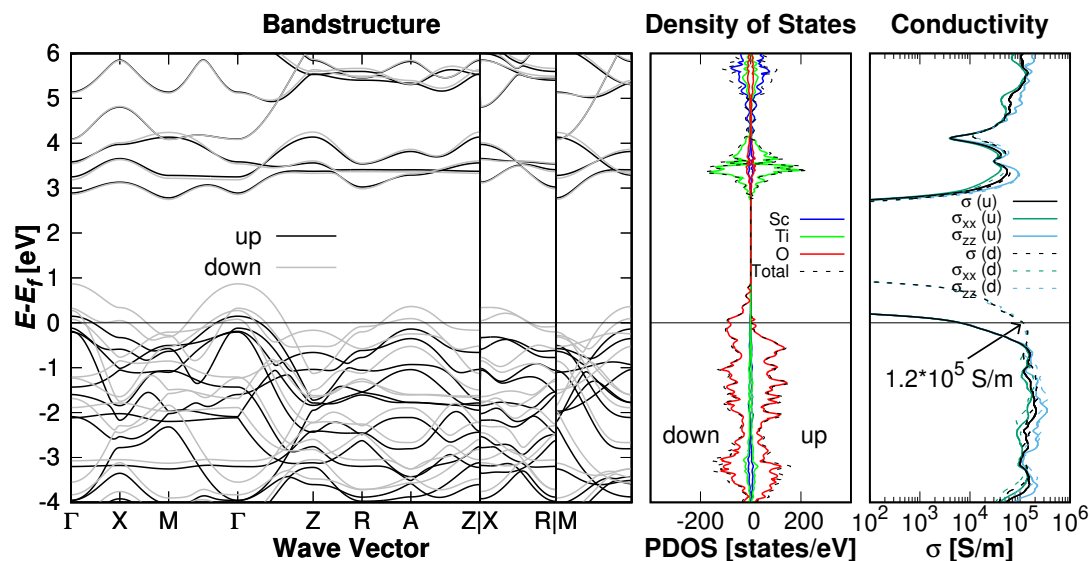 Bandstructure
Density of States
Conductivity
E-E_f [eV]
6
5
4
3
2
1
0
-1
-2
-3
-4
up
down
Γ X M Γ Z R A Z|X R|M
Wave Vector
Sc
Ti
O
Total
down up
-400 -200 0 200
PDOS [states/eV]
σ (u)
σ_xx (u)
σ_zz (u)
σ (d)
σ_xx (d)
σ_zz (d)
1.2*10^5 S/m
10^2 10^3 10^4 10^5 10^6
σ [S/m]